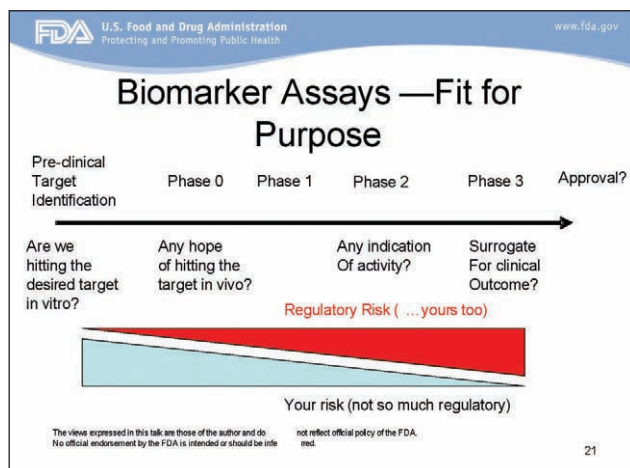 FDA U.S. Food and Drug Administration
Protecting and Promoting Public Health
www.fda.gov
Biomarker Assays —Fit for
Purpose
Pre-clinical
Target
Identification
Phase 0
Phase 1
Phase 2
Phase 3
Approval?
Are we
hitting the
desired target
in vitro?
Any hope
of hitting the
target in vivo?
Any indication
Of activity?
Surrogate
For clinical
Outcome?
Regulatory Risk ( …yours too)
Your risk (not so much regulatory)
The views expressed in this talk are those of the author and do not reflect official policy of the FDA.
No official endorsement by the FDA is intended or should be infe rred.
21